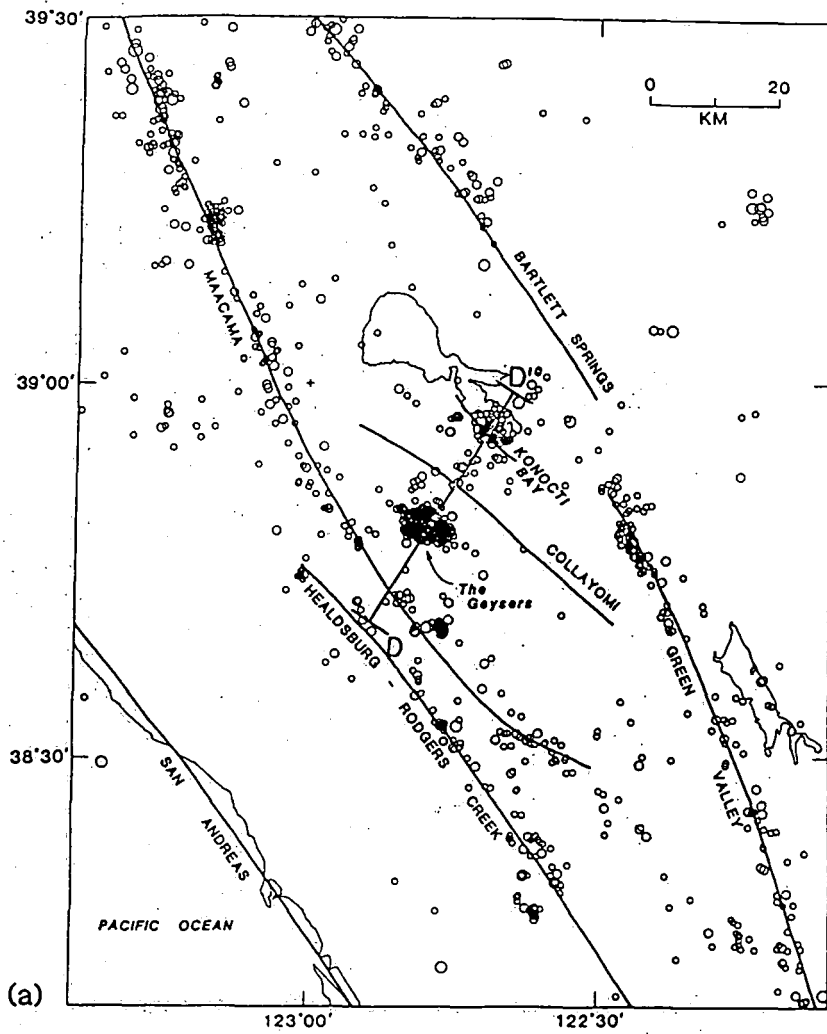 39°30'
0 20
KM
MAACAMA
BARTLETT SPRINGS
39°00'
D'
KONOCTI
BAY
COLLAYOMI
The
Geysers
HEALDSBURG - RODGERS CREEK
D
GREEN VALLEY
38°30'
SAN ANDREAS
PACIFIC OCEAN
(a)
123°00'
122°30'